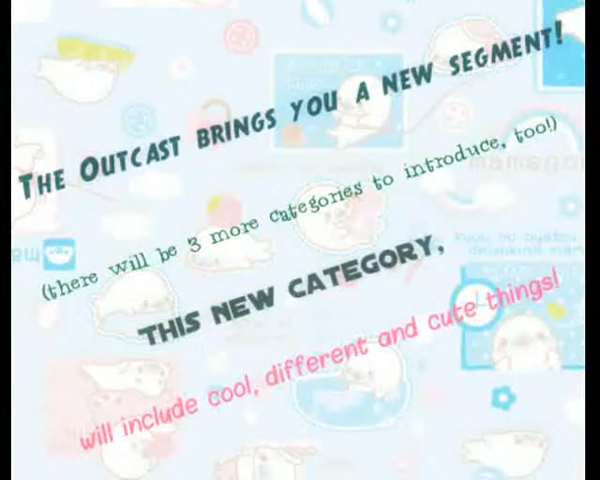 The Outcast brings you a new segment!
(there will be 3 more categories to introduce, too!)
THIS NEW CATEGORY,
will include cool, different and cute things!
mamego